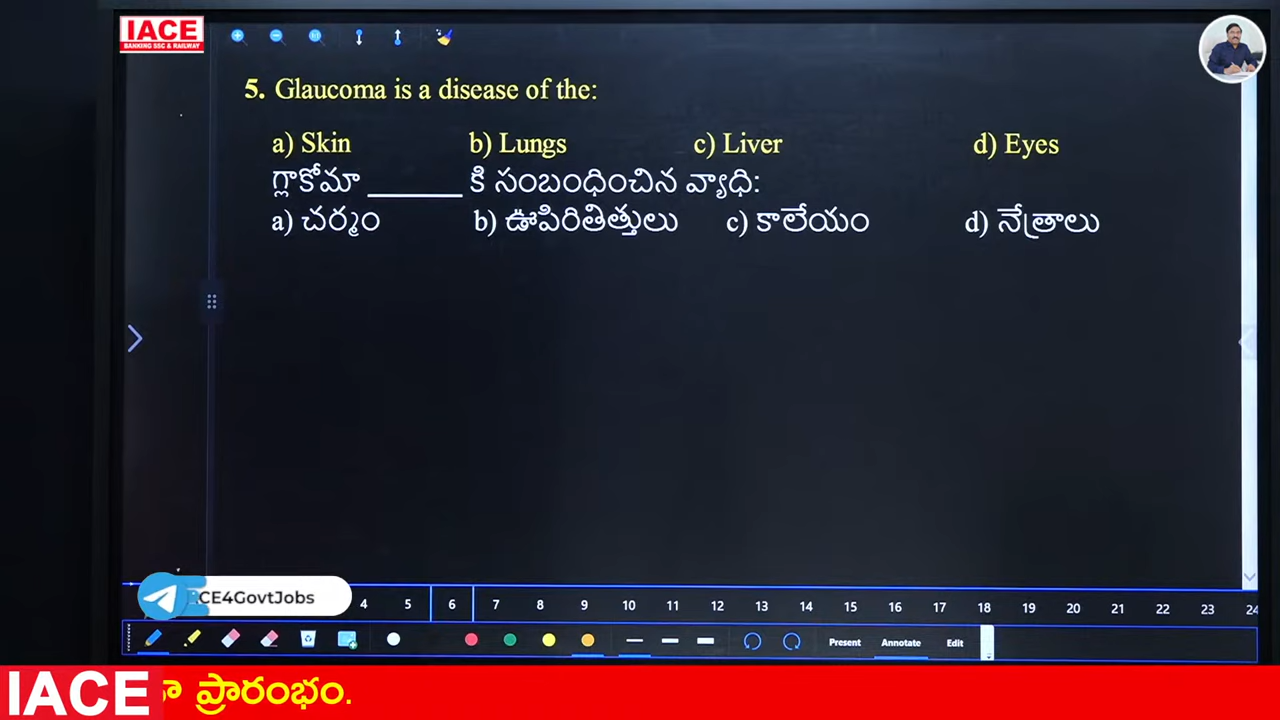 IACE
BANKING SSC & RAILWAY
5. Glaucoma is a disease of the:
a) Skin b) Lungs c) Liver d) Eyes
గ్లాకోమా _______ కి సంబంధించిన వ్యాధి:
a) చర్మం b) ఊపిరితిత్తులు c) కాలేయం d) నేత్రాలు
CE4GovtJobs 4 5 6 7 8 9 10 11 12 13 14 15 16 17 18 19 20 21 22 23 24
Present Annotate Edit
IACE ప్రారంభం.